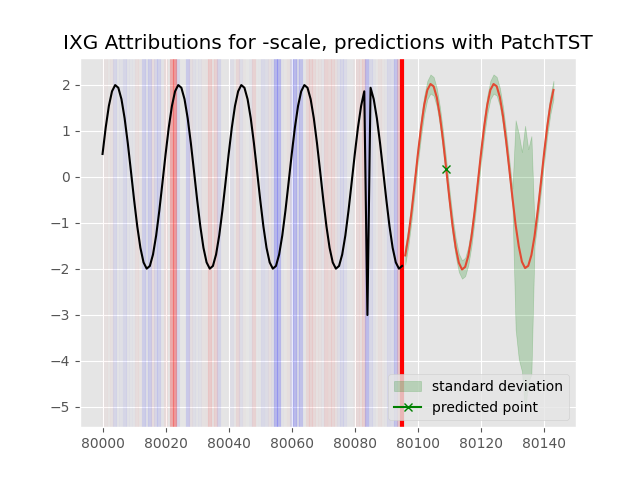 IXG Attributions for -scale, predictions with PatchTST
2
1
0
−1
−2
−3
−4
−5
standard deviation
predicted point
80000 80020 80040 80060 80080 80100 80120 80140